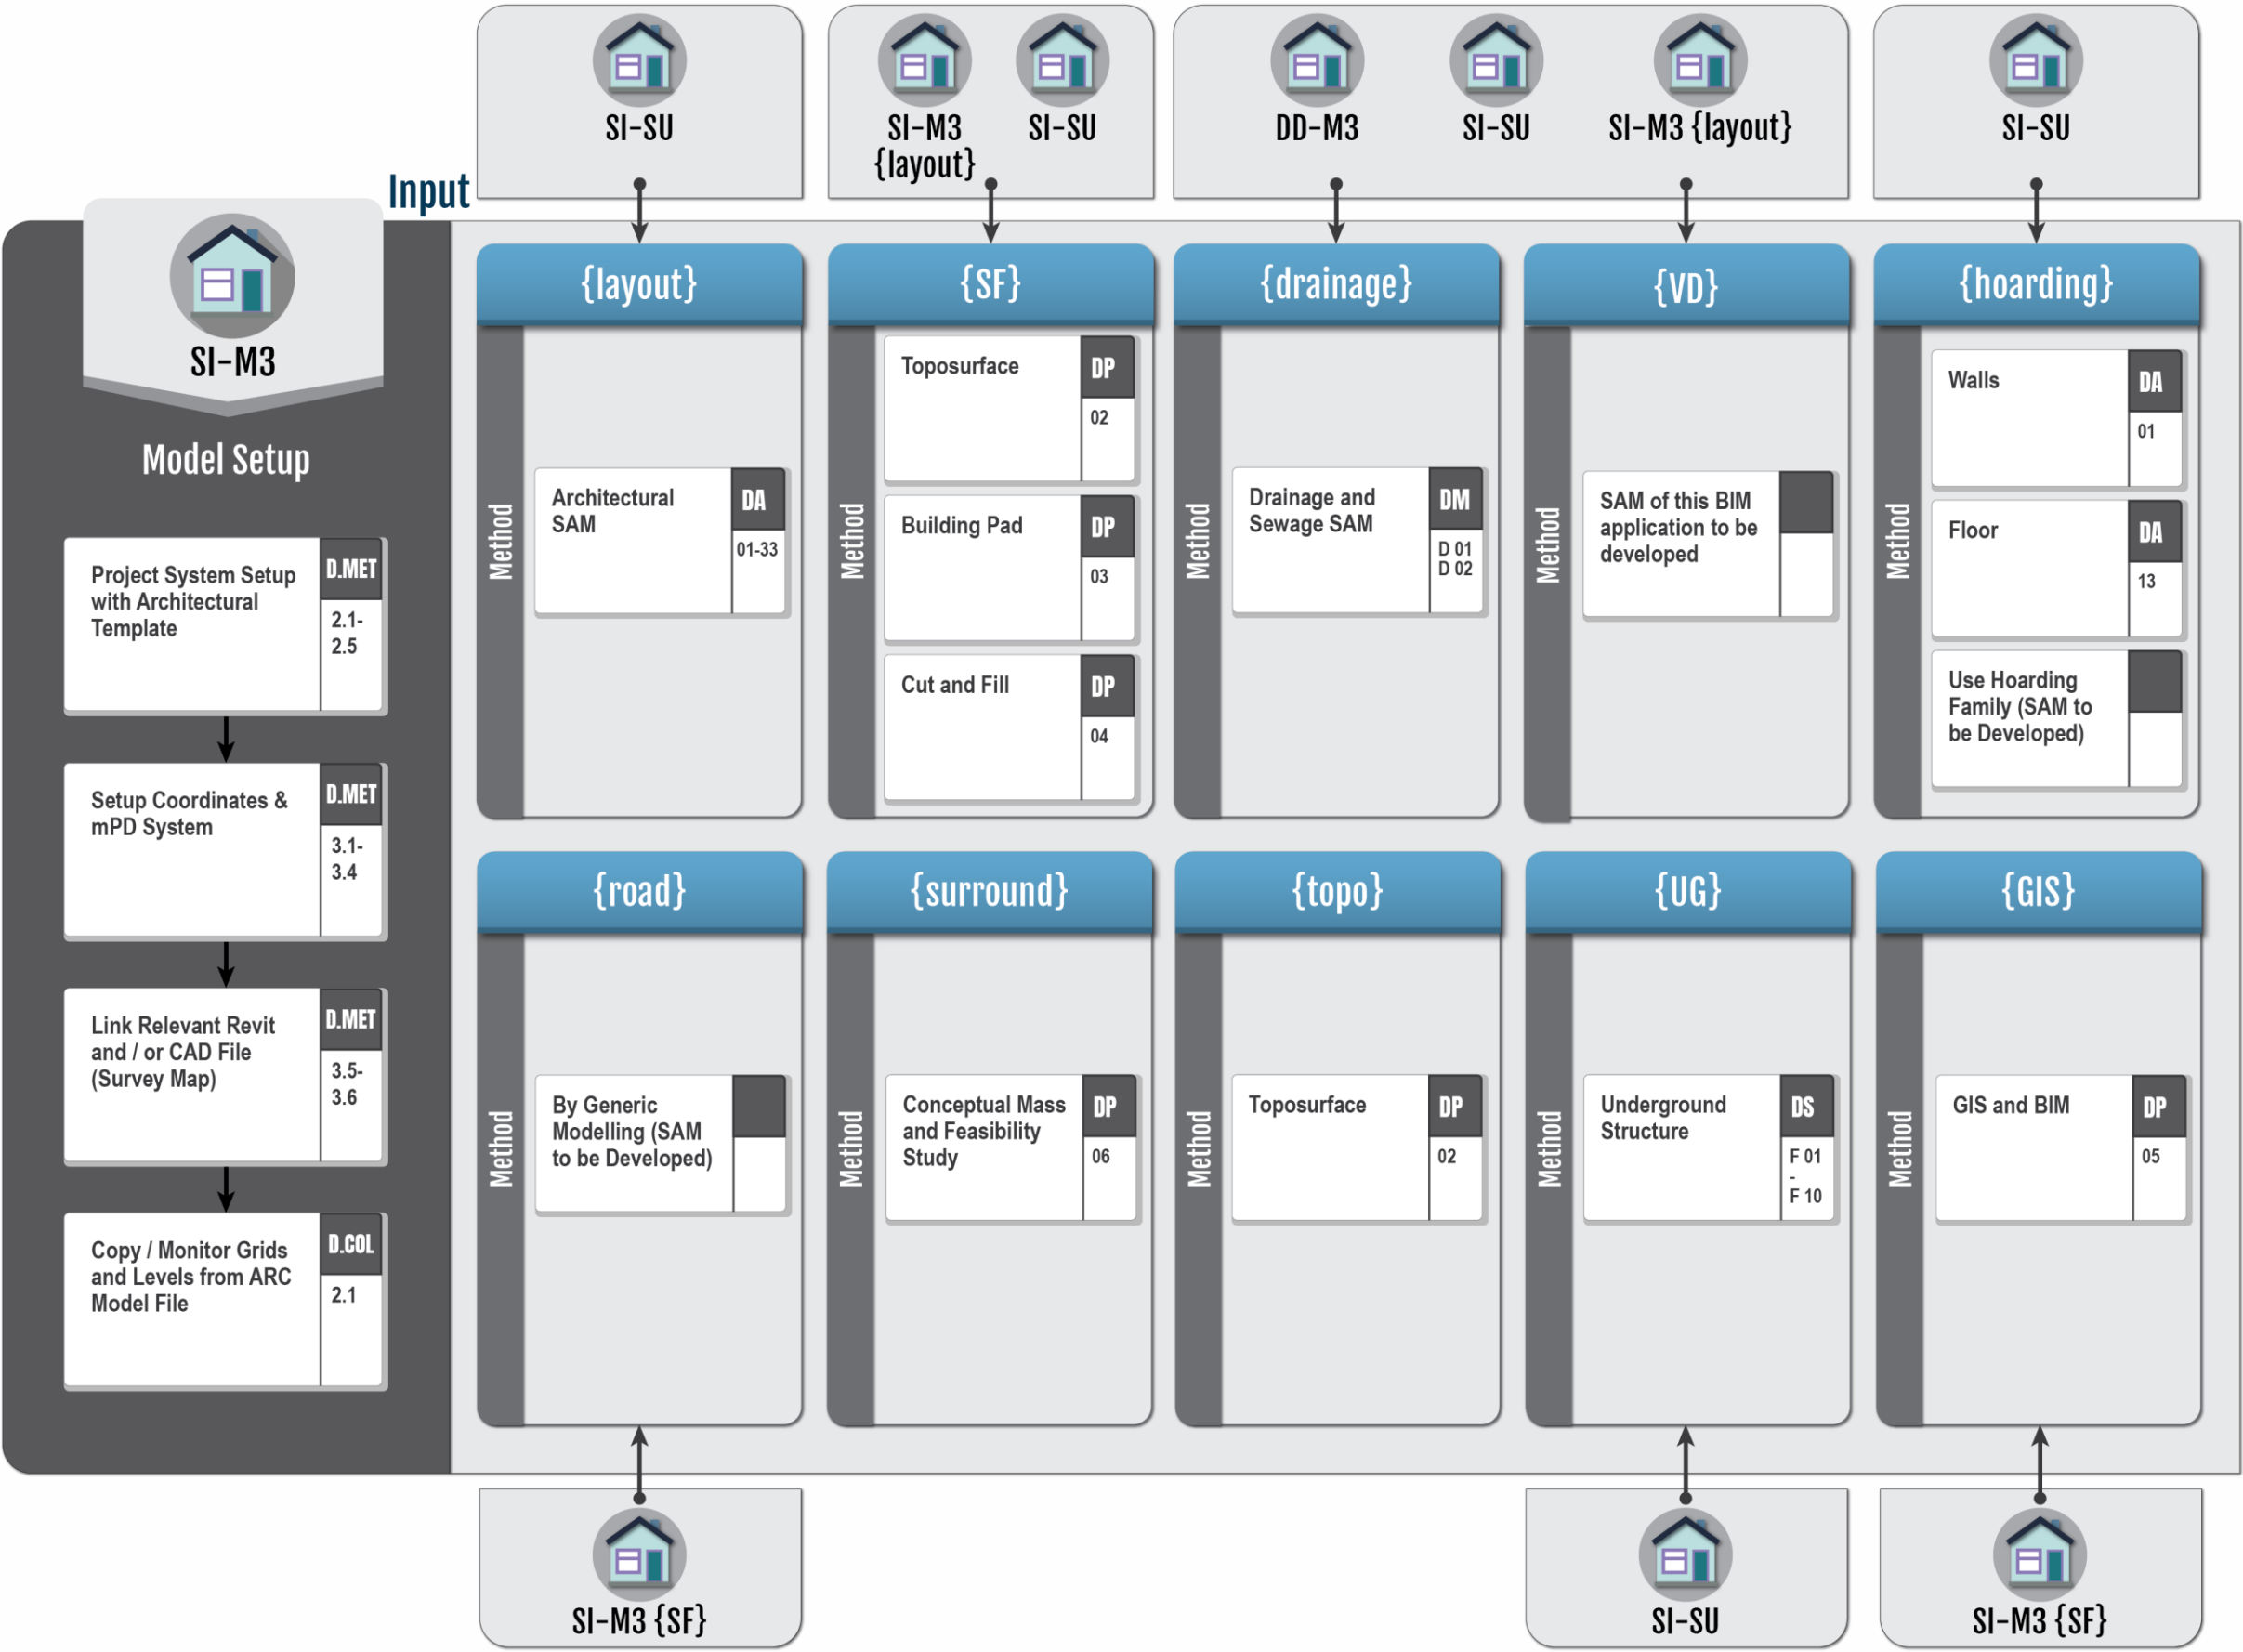 SI-SU
SI-M3
{layout}
SI-SU
DD-M3
SI-SU
SI-M3 {layout}
SI-SU
Input
SI-M3
Model Setup
Project System Setup
with Architectural
Template
D.MET
2.1-
2.5
Setup Coordinates &
mPD System
D.MET
3.1-
3.4
Link Relevant Revit
and / or CAD File
(Survey Map)
D.MET
3.5-
3.6
Copy / Monitor Grids
and Levels from ARC
Model File
D.COL
2.1
{layout}
Method
Architectural
SAM
DA
01-33
{SF}
Method
Toposurface
DP
02
Building Pad
DP
03
Cut and Fill
DP
04
{drainage}
Method
Drainage and
Sewage SAM
DM
D 01
D 02
{VD}
Method
SAM of this BIM
application to be
developed
{hoarding}
Method
Walls
DA
01
Floor
DA
13
Use Hoarding
Family (SAM to
be Developed)
{road}
Method
By Generic
Modelling (SAM
to be Developed)
{surround}
Method
Conceptual Mass
and Feasibility
Study
DP
06
{topo}
Method
Toposurface
DP
02
{UG}
Method
Underground
Structure
DS
F 01
-
F 10
{GIS}
Method
GIS and BIM
DP
05
SI-M3 {SF}
SI-SU
SI-M3 {SF}